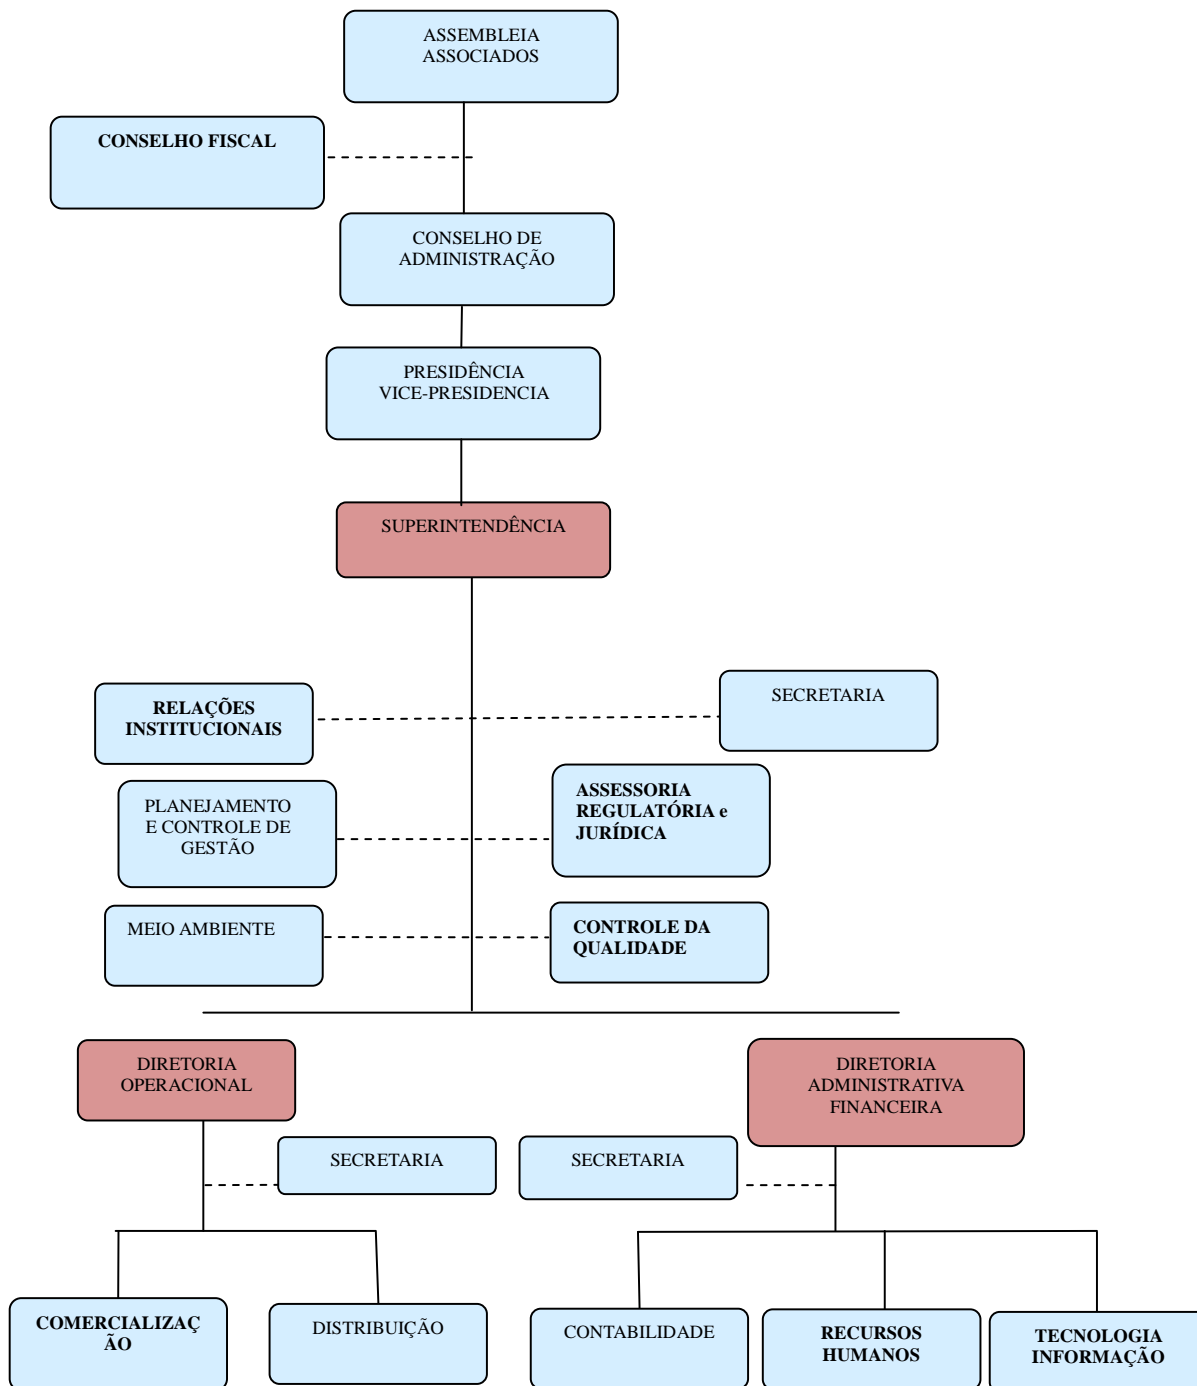 ASSEMBLEIA
ASSOCIADOS
CONSELHO FISCAL
CONSELHO DE
ADMINISTRAÇÃO
PRESIDÊNCIA
VICE-PRESIDENCIA
SUPERINTENDÊNCIA
RELAÇÕES
INSTITUCIONAIS
SECRETARIA
PLANEJAMENTO
E CONTROLE DE
GESTÃO
ASSESSORIA
REGULATÓRIA e
JURÍDICA
MEIO AMBIENTE
CONTROLE DA
QUALIDADE
DIRETORIA
OPERACIONAL
DIRETORIA
ADMINISTRATIVA
FINANCEIRA
SECRETARIA
SECRETARIA
COMERCIALIZAÇ
ÃO
DISTRIBUIÇÃO
CONTABILIDADE
RECURSOS
HUMANOS
TECNOLOGIA
INFORMAÇÃO